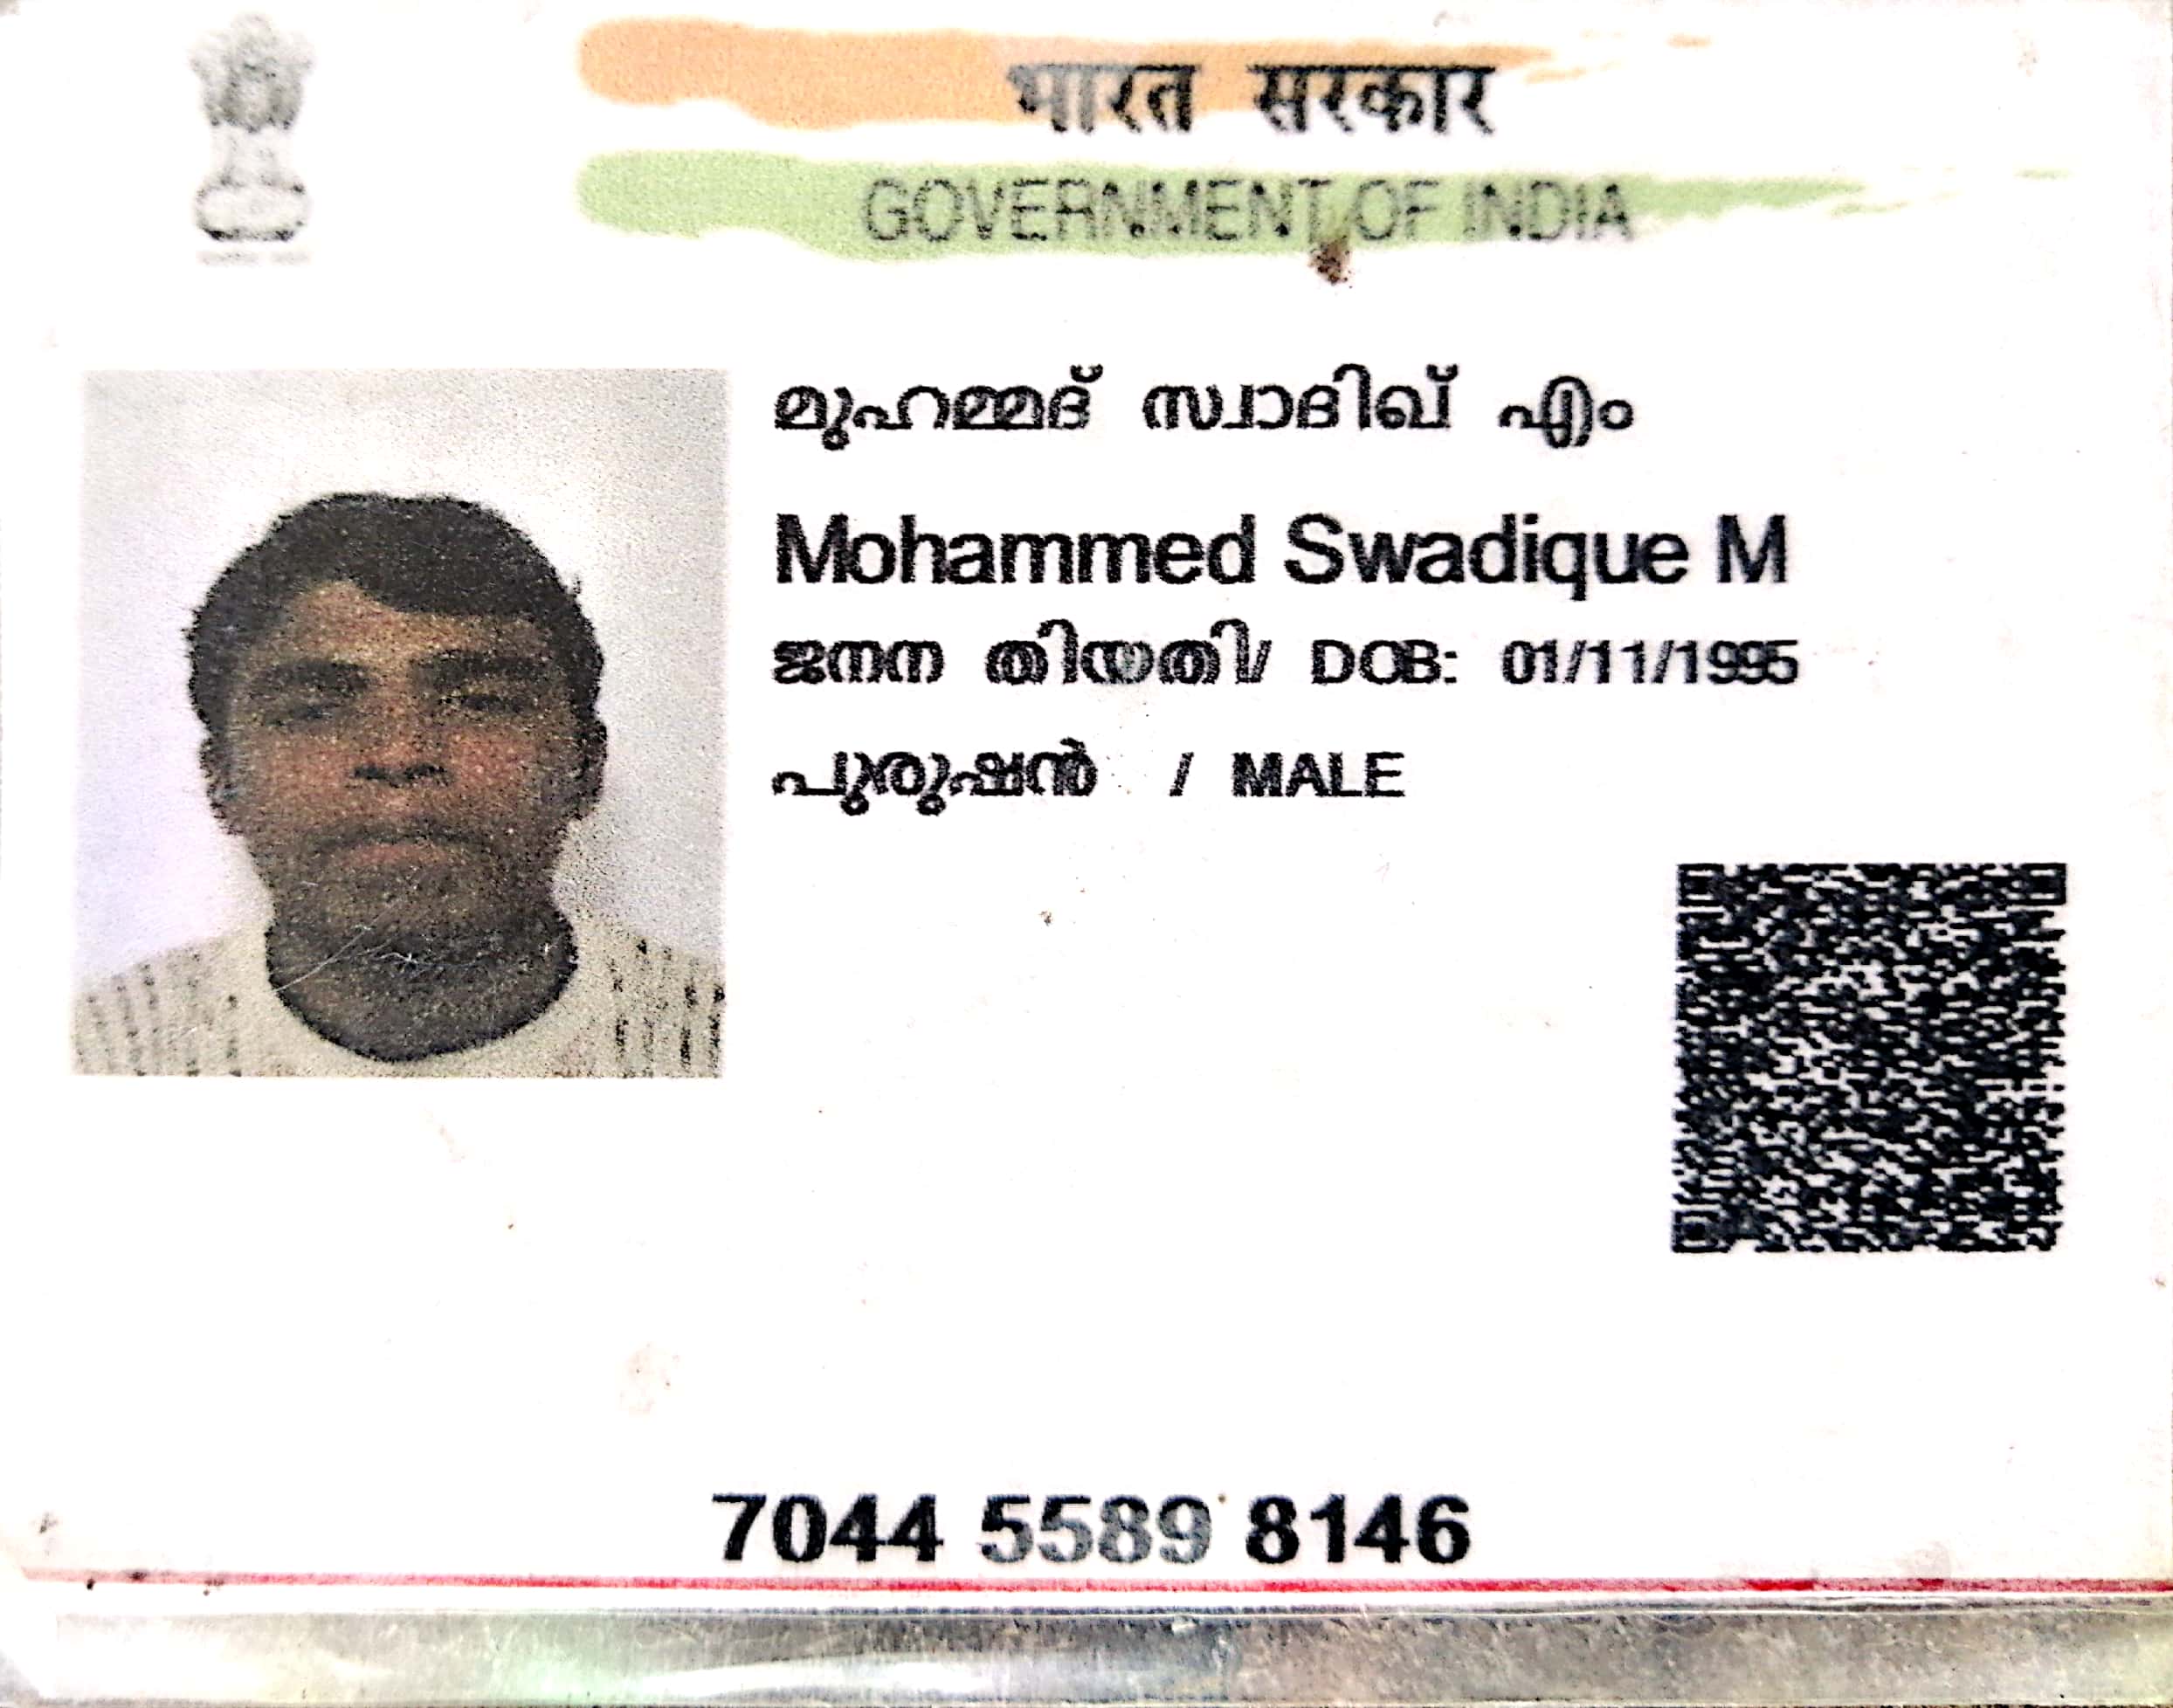 भारत सरकार
GOVERNMENT OF INDIA
മുഹമ്മദ് സ്വാദിഖ് എം
Mohammed Swadique M
ജനന തിയതി/ DOB: 01/11/1995
പുരുഷൻ / MALE
7044 5589 8146